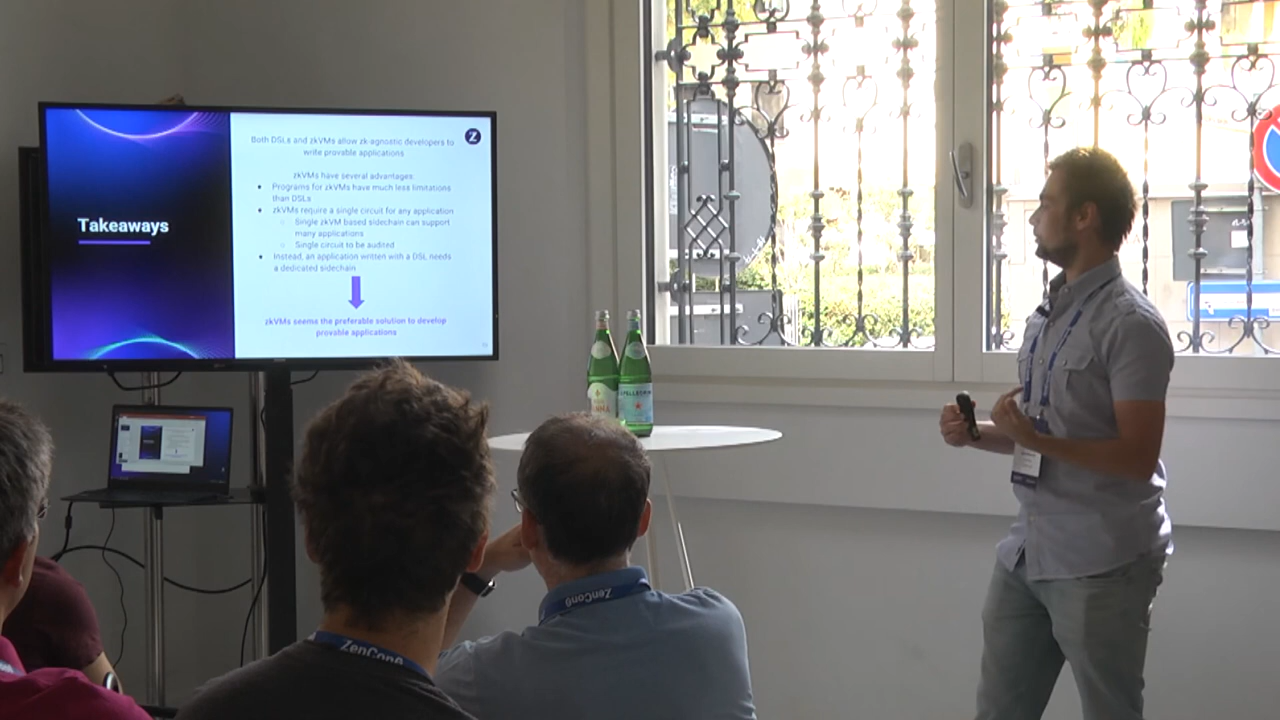 Takeaways
Both DSLs and zkVMs allow zk-agnostic developers to
write provable applications
zkVMs have several advantages:
Programs for zkVMs have much less limitations
than DSLs
zkVMs require a single circuit for any application
Single zkVM based sidechain can support
many applications
Single circuit to be audited
Instead, an application written with a DSL needs
a dedicated sidechain
zkVMs seems the preferable solution to develop
provable applications
Z
ZenCon0
ZenCon0